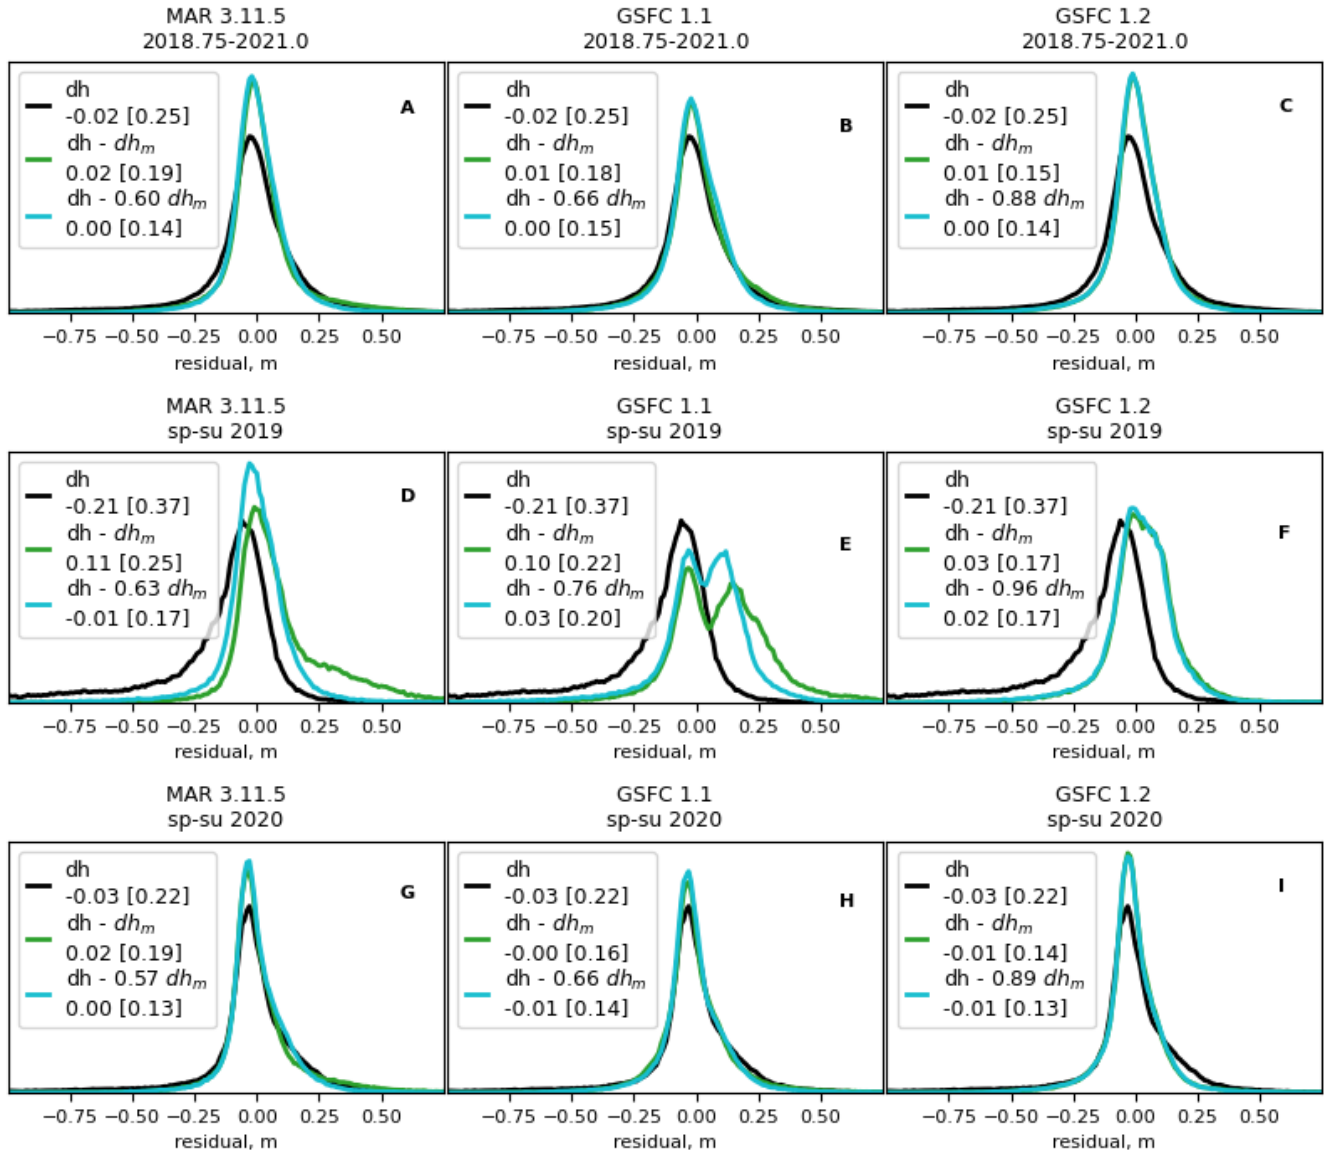 MAR 3.11.5
2018.75-2021.0
dh
-0.02 [0.25]
dh - dhm
0.02 [0.19]
dh - 0.60 dhm
0.00 [0.14]
A
−0.75 −0.50 −0.25 0.00 0.25 0.50
residual, m
GSFC 1.1
2018.75-2021.0
dh
-0.02 [0.25]
dh - dhm
0.01 [0.18]
dh - 0.66 dhm
0.00 [0.15]
B
−0.75 −0.50 −0.25 0.00 0.25 0.50
residual, m
GSFC 1.2
2018.75-2021.0
dh
-0.02 [0.25]
dh - dhm
0.01 [0.15]
dh - 0.88 dhm
0.00 [0.14]
C
−0.75 −0.50 −0.25 0.00 0.25 0.50
residual, m
MAR 3.11.5
sp-su 2019
dh
-0.21 [0.37]
dh - dhm
0.11 [0.25]
dh - 0.63 dhm
-0.01 [0.17]
D
−0.75 −0.50 −0.25 0.00 0.25 0.50
residual, m
GSFC 1.1
sp-su 2019
dh
-0.21 [0.37]
dh - dhm
0.10 [0.22]
dh - 0.76 dhm
0.03 [0.20]
E
−0.75 −0.50 −0.25 0.00 0.25 0.50
residual, m
GSFC 1.2
sp-su 2019
dh
-0.21 [0.37]
dh - dhm
0.03 [0.17]
dh - 0.96 dhm
0.02 [0.17]
F
−0.75 −0.50 −0.25 0.00 0.25 0.50
residual, m
MAR 3.11.5
sp-su 2020
dh
-0.03 [0.22]
dh - dhm
0.02 [0.19]
dh - 0.57 dhm
0.00 [0.13]
G
−0.75 −0.50 −0.25 0.00 0.25 0.50
residual, m
GSFC 1.1
sp-su 2020
dh
-0.03 [0.22]
dh - dhm
-0.00 [0.16]
dh - 0.66 dhm
-0.01 [0.14]
H
−0.75 −0.50 −0.25 0.00 0.25 0.50
residual, m
GSFC 1.2
sp-su 2020
dh
-0.03 [0.22]
dh - dhm
-0.01 [0.14]
dh - 0.89 dhm
-0.01 [0.13]
I
−0.75 −0.50 −0.25 0.00 0.25 0.50
residual, m